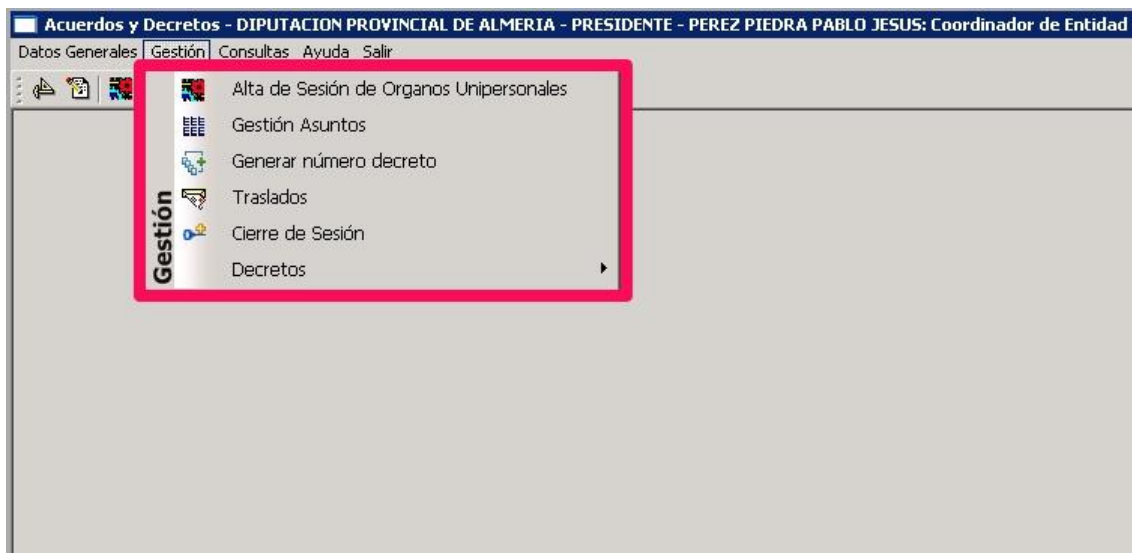 Acuerdos y Decretos - DIPUTACION PROVINCIAL DE ALMERIA - PRESIDENTE - PEREZ PIEDRA PABLO JESUS: Coordinador de Entidad
Datos Generales Gestión Consultas Ayuda Salir
Alta de Sesión de Organos Unipersonales
Gestión Asuntos
Generar número decreto
Traslados
Cierre de Sesión
Decretos
Gestión